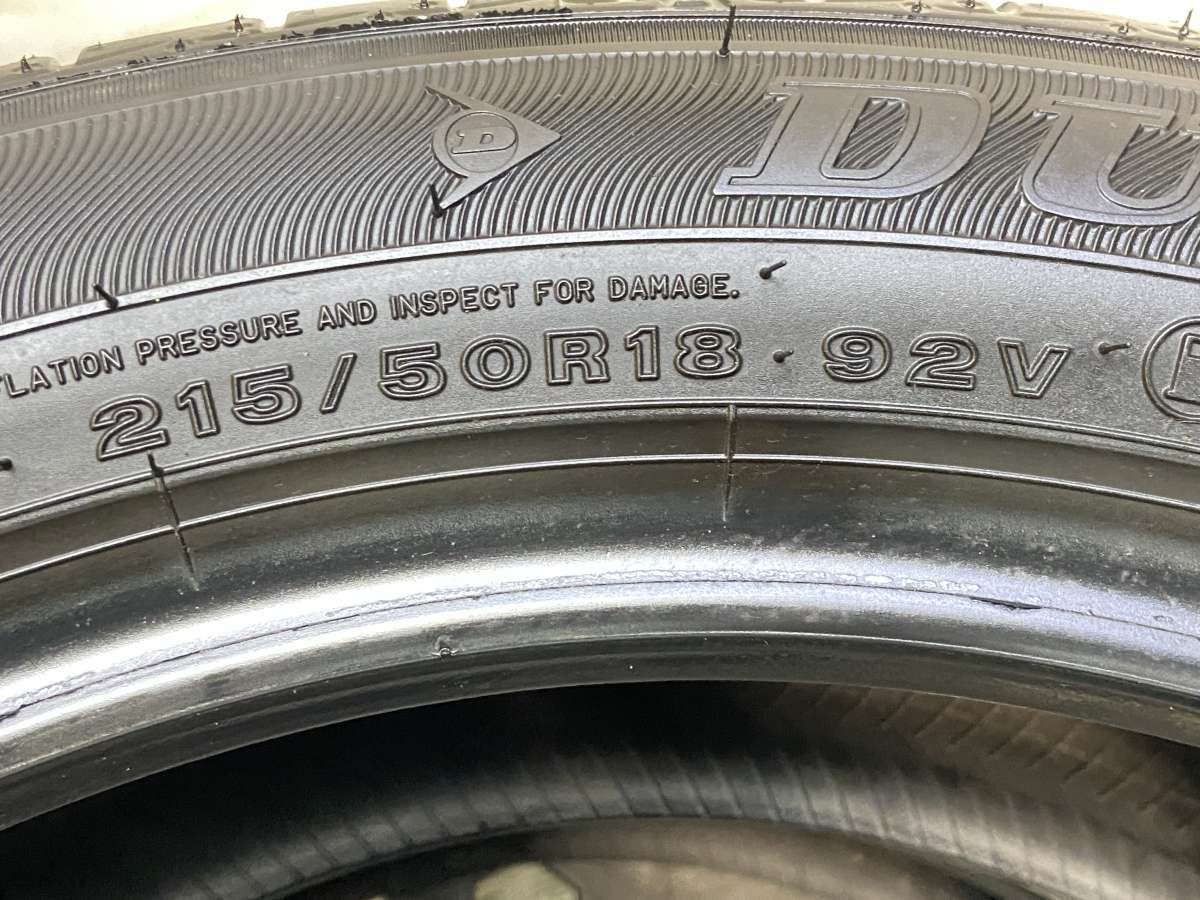 D DU
LATION PRESSURE AND INSPECT FOR DAMAGE.
215/50R18 92V